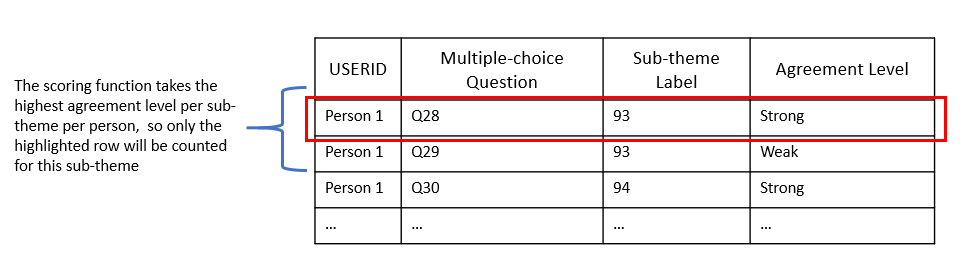 The scoring function takes the
highest agreement level per sub-
theme per person,  so only the
highlighted row will be counted
for this sub-theme
USERID Multiple-choice Question Sub-theme Label Agreement Level
Person 1 Q28 93 Strong
Person 1 Q29 93 Weak
Person 1 Q30 94 Strong
... ... ... ...